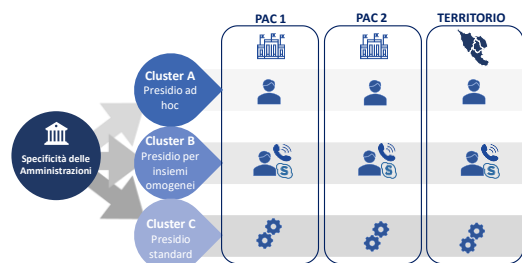 PAC 1
PAC 2
TERRITORIO
Specificità delle
Amministrazioni
Cluster A
Presidio ad
hoc
Cluster B
Presidio per
insiemi
omogenei
Cluster C
Presidio
standard
S
S
S